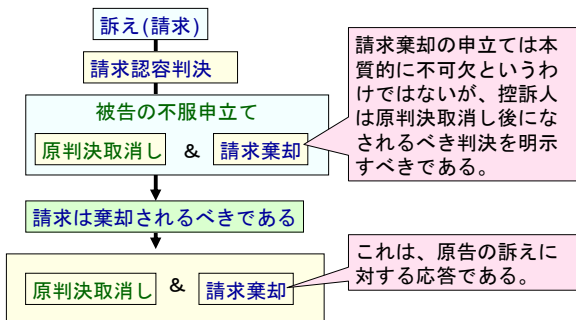 訴え(請求)
請求認容判決
被告の不服申立て
原判決取消し & 請求棄却
請求棄却の申立ては本
質的に不可欠というわ
けではないが、控訴人
は原判決取消し後にな
されるべき判決を明示
すべきである。
請求は棄却されるべきである
原判決取消し & 請求棄却
これは、原告の訴えに
対する応答である。